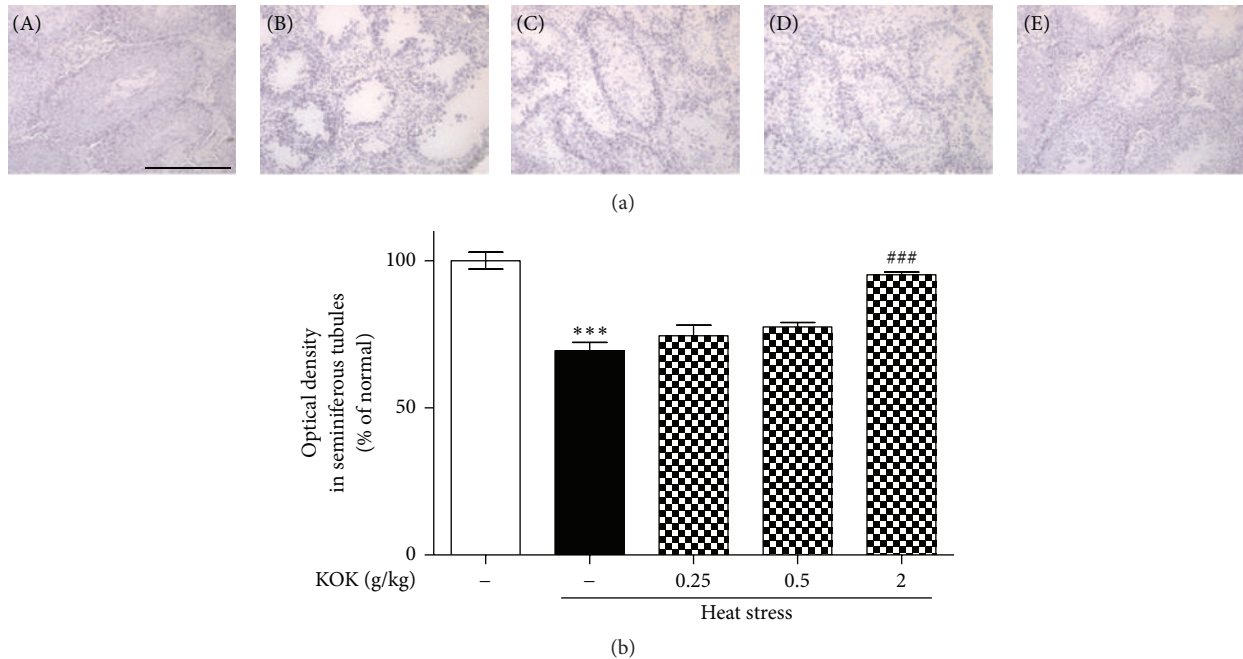 (A) (B) (C) (D) (E)
(a)
Optical density
in seminiferous tubules
(% of normal)
100
50
0
***
###
KOK (g/kg) – – 0.25 0.5 2
Heat stress
(b)